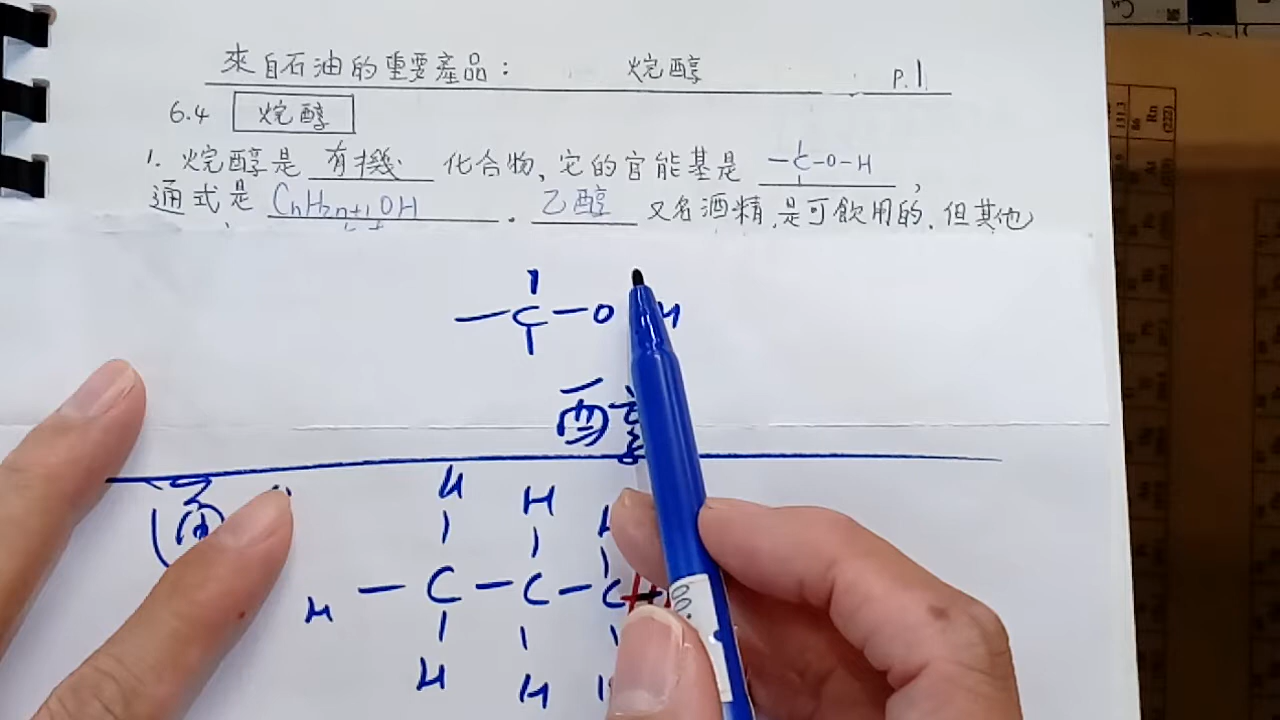 來自石油的重要產品： 烷醇 P.1
6.4 烷醇
1. 烷醇是 有機 化合物、它的官能基是 -C-O-H ，
通式是 CnH2n+1OH . 乙醇 又名酒精,是可飲用的、但其他
-C-O H
醇
通
H H H
H - C - C - C
H H H